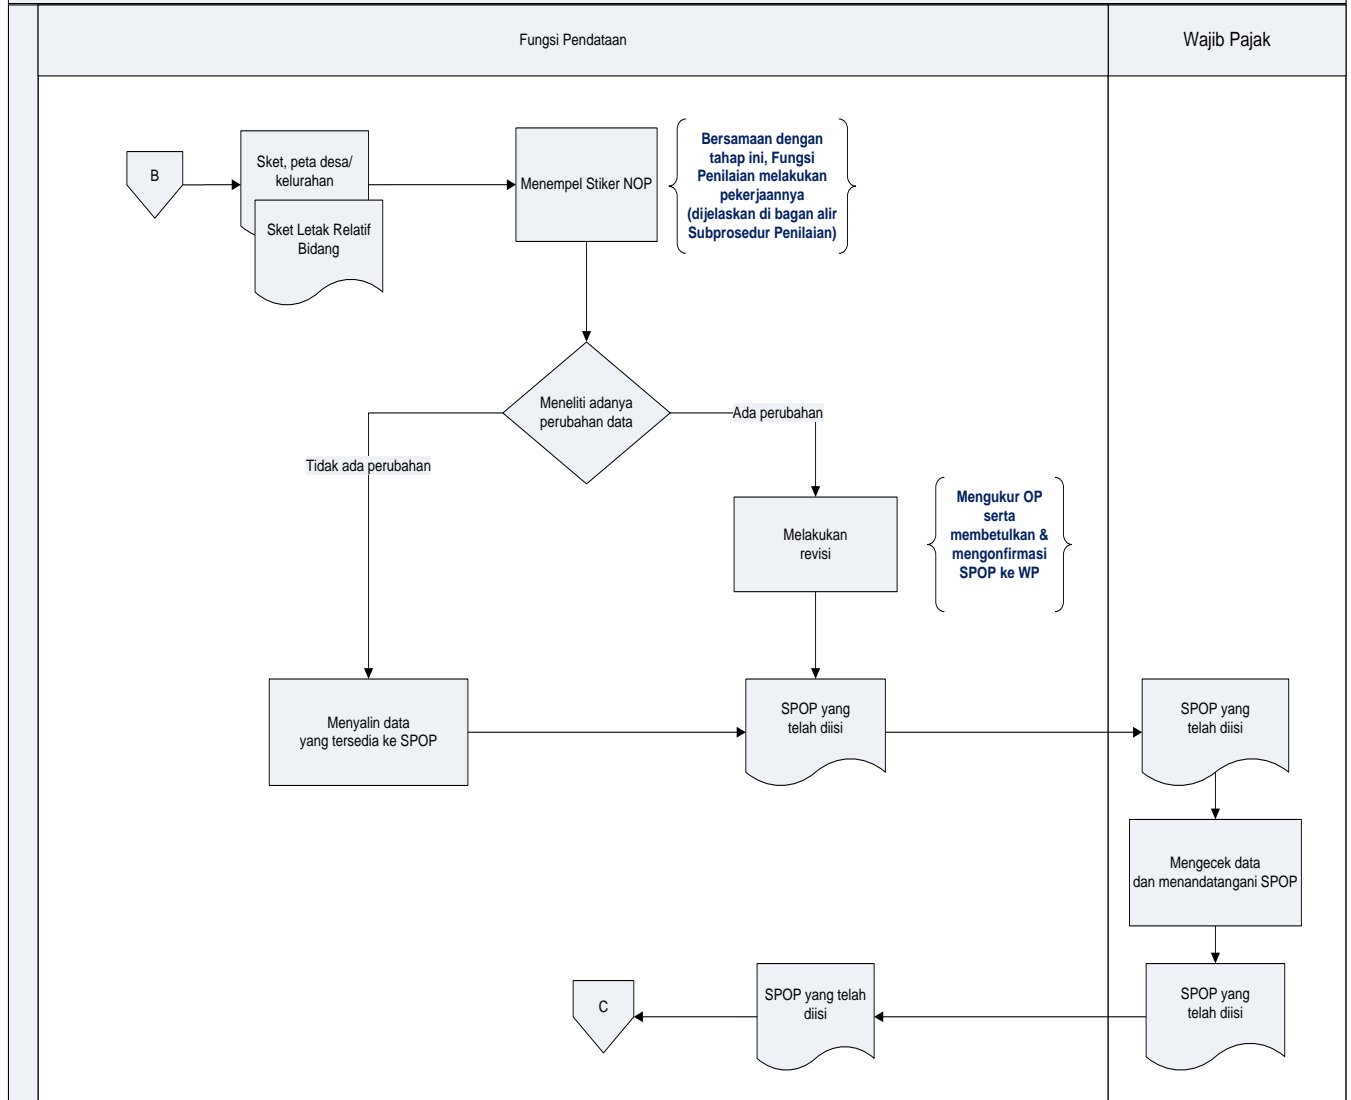 Fungsi Pendataan
Wajib Pajak
B
Sket, peta desa/
kelurahan
Sket Letak Relatif
Bidang
Menempel Stiker NOP
Bersamaan dengan
tahap ini, Fungsi
Penilaian melakukan
pekerjaannya
(dijelaskan di bagan alir
Subprosedur Penilaian)
Meneliti adanya
perubahan data
Ada perubahan
Tidak ada perubahan
Melakukan
revisi
Mengukur OP
serta
membetulkan &
mengonfirmasi
SPOP ke WP
Menyalin data
yang tersedia ke SPOP
SPOP yang
telah diisi
SPOP yang
telah diisi
Mengecek data
dan menandatangani SPOP
C
SPOP yang telah
diisi
SPOP yang
telah diisi